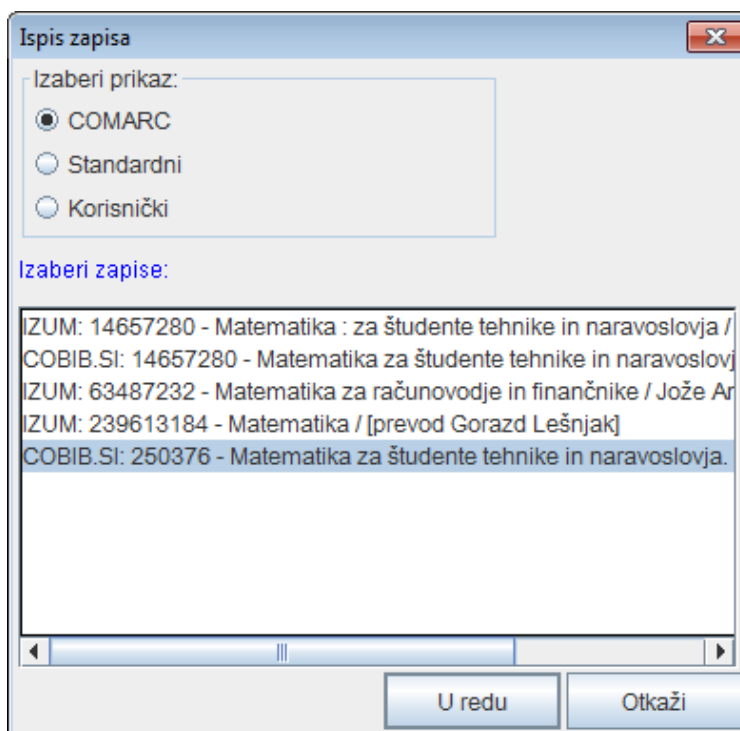 Ispis zapisa
Izaberi prikaz:
COMARC
Standardni
Korisnički
Izaberi zapise:
IZUM: 14657280 - Matematika : za študente tehnike in naravoslovja /
COBIB.SI: 14657280 - Matematika za študente tehnike in naravoslovj
IZUM: 63487232 - Matematika za računovodje in finančnike / Jože Ar
IZUM: 239613184 - Matematika / [prevod Gorazd Lešnjak]
COBIB.SI: 250376 - Matematika za študente tehnike in naravoslovja.
U redu
Otkaži